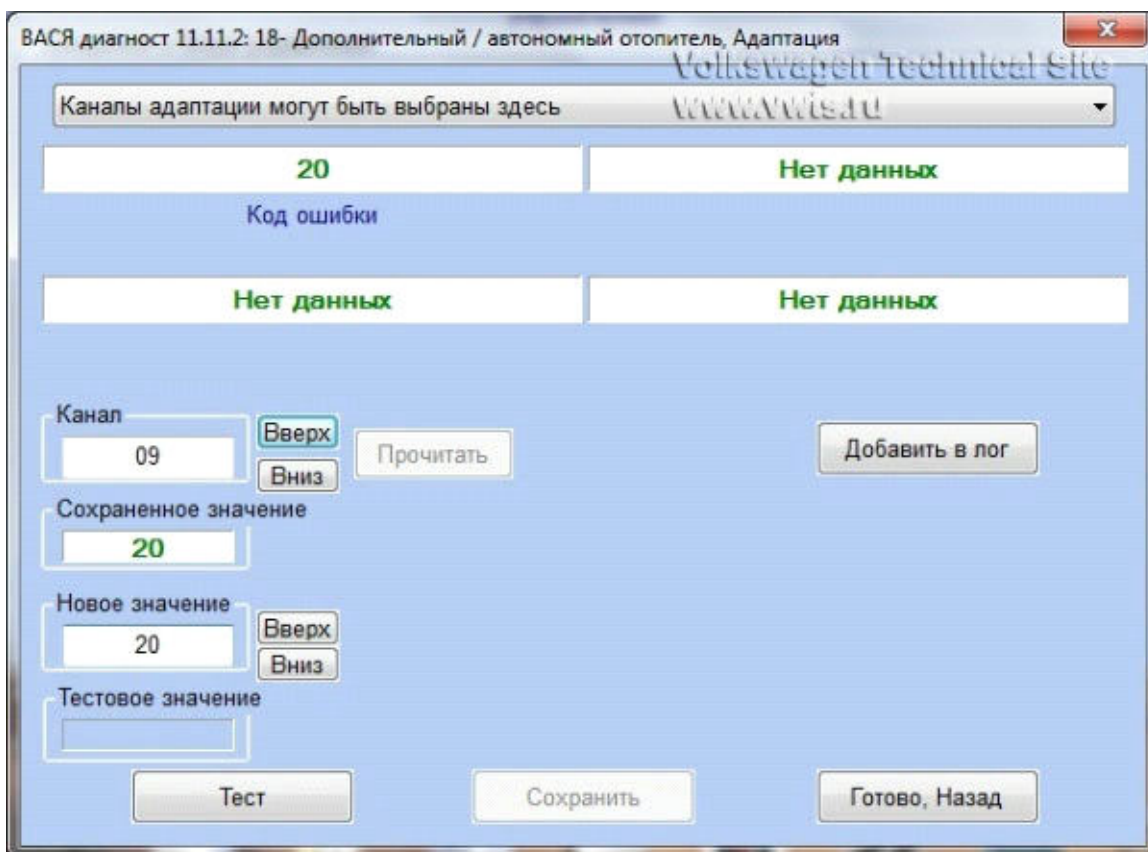 ВАСЯ диагност 11.11.2: 18- Дополнительный / автономный отопитель, Адаптация
Volkswagen Technical Site
Каналы адаптации могут быть выбраны здесь
www.vwts.ru
20
Нет данных
Код ошибки
Нет данных
Нет данных
Канал
09
Вверх
Вниз
Прочитать
Добавить в лог
Сохраненное значение
20
Новое значение
20
Вверх
Вниз
Тестовое значение
Тест
Сохранить
Готово, Назад